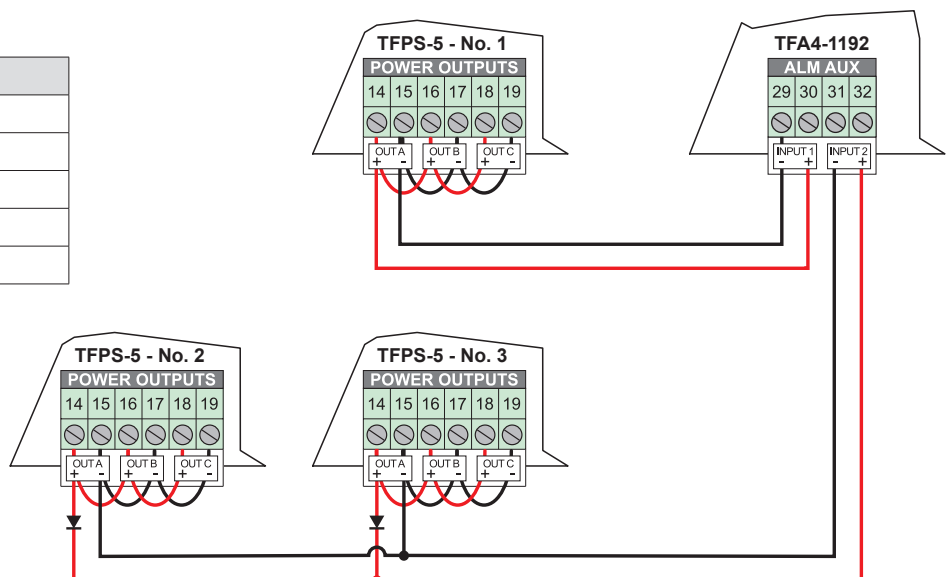 TFPS-5 - No. 1
POWER OUTPUTS
14 15 16 17 18 19
OUT A OUT B OUT C
+ - + - + -
TFA4-1192
ALM AUX
29 30 31 32
INPUT 1 INPUT 2
- + - +
TFPS-5 - No. 2
POWER OUTPUTS
14 15 16 17 18 19
OUT A OUT B OUT C
+ - + - + -
TFPS-5 - No. 3
POWER OUTPUTS
14 15 16 17 18 19
OUT A OUT B OUT C
+ - + - + -